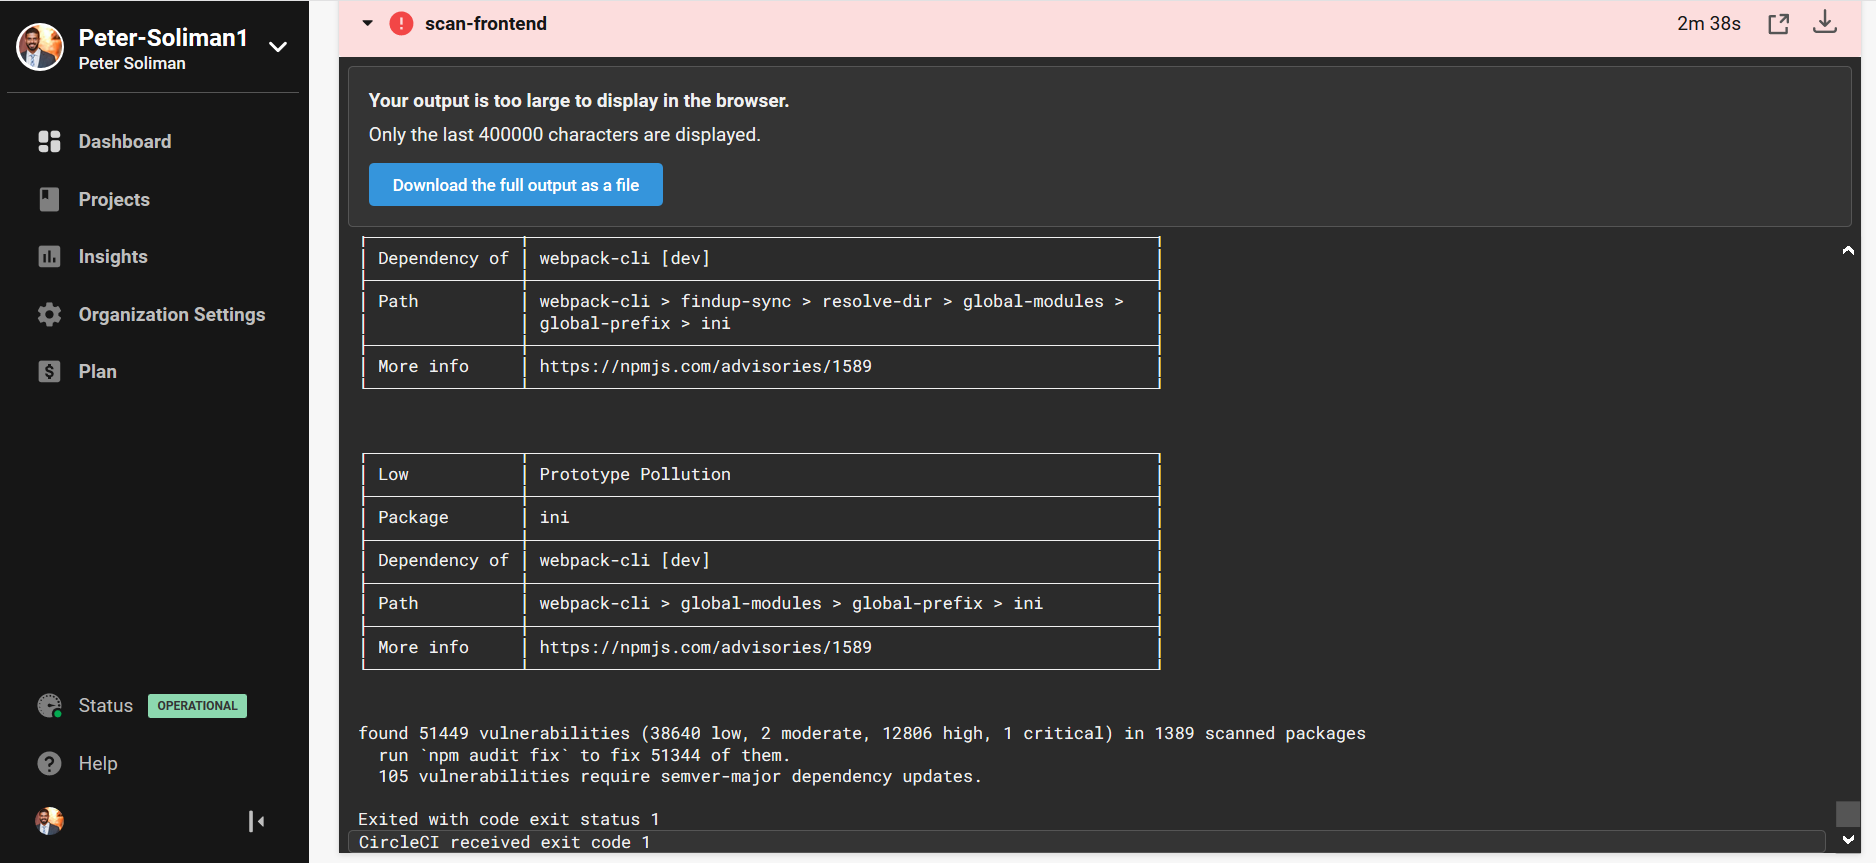 Peter-Soliman1
Peter Soliman
Dashboard
Projects
Insights
Organization Settings
Plan
Status OPERATIONAL
Help
scan-frontend 2m 38s
Your output is too large to display in the browser.
Only the last 400000 characters are displayed.
Download the full output as a file
Dependency of webpack-cli [dev]
Path webpack-cli > findup-sync > resolve-dir > global-modules >
global-prefix > ini
More info https://npmjs.com/advisories/1589
Low Prototype Pollution
Package ini
Dependency of webpack-cli [dev]
Path webpack-cli > global-modules > global-prefix > ini
More info https://npmjs.com/advisories/1589
found 51449 vulnerabilities (38640 low, 2 moderate, 12806 high, 1 critical) in 1389 scanned packages
run `npm audit fix` to fix 51344 of them.
105 vulnerabilities require semver-major dependency updates.
Exited with code exit status 1
CircleCI received exit code 1